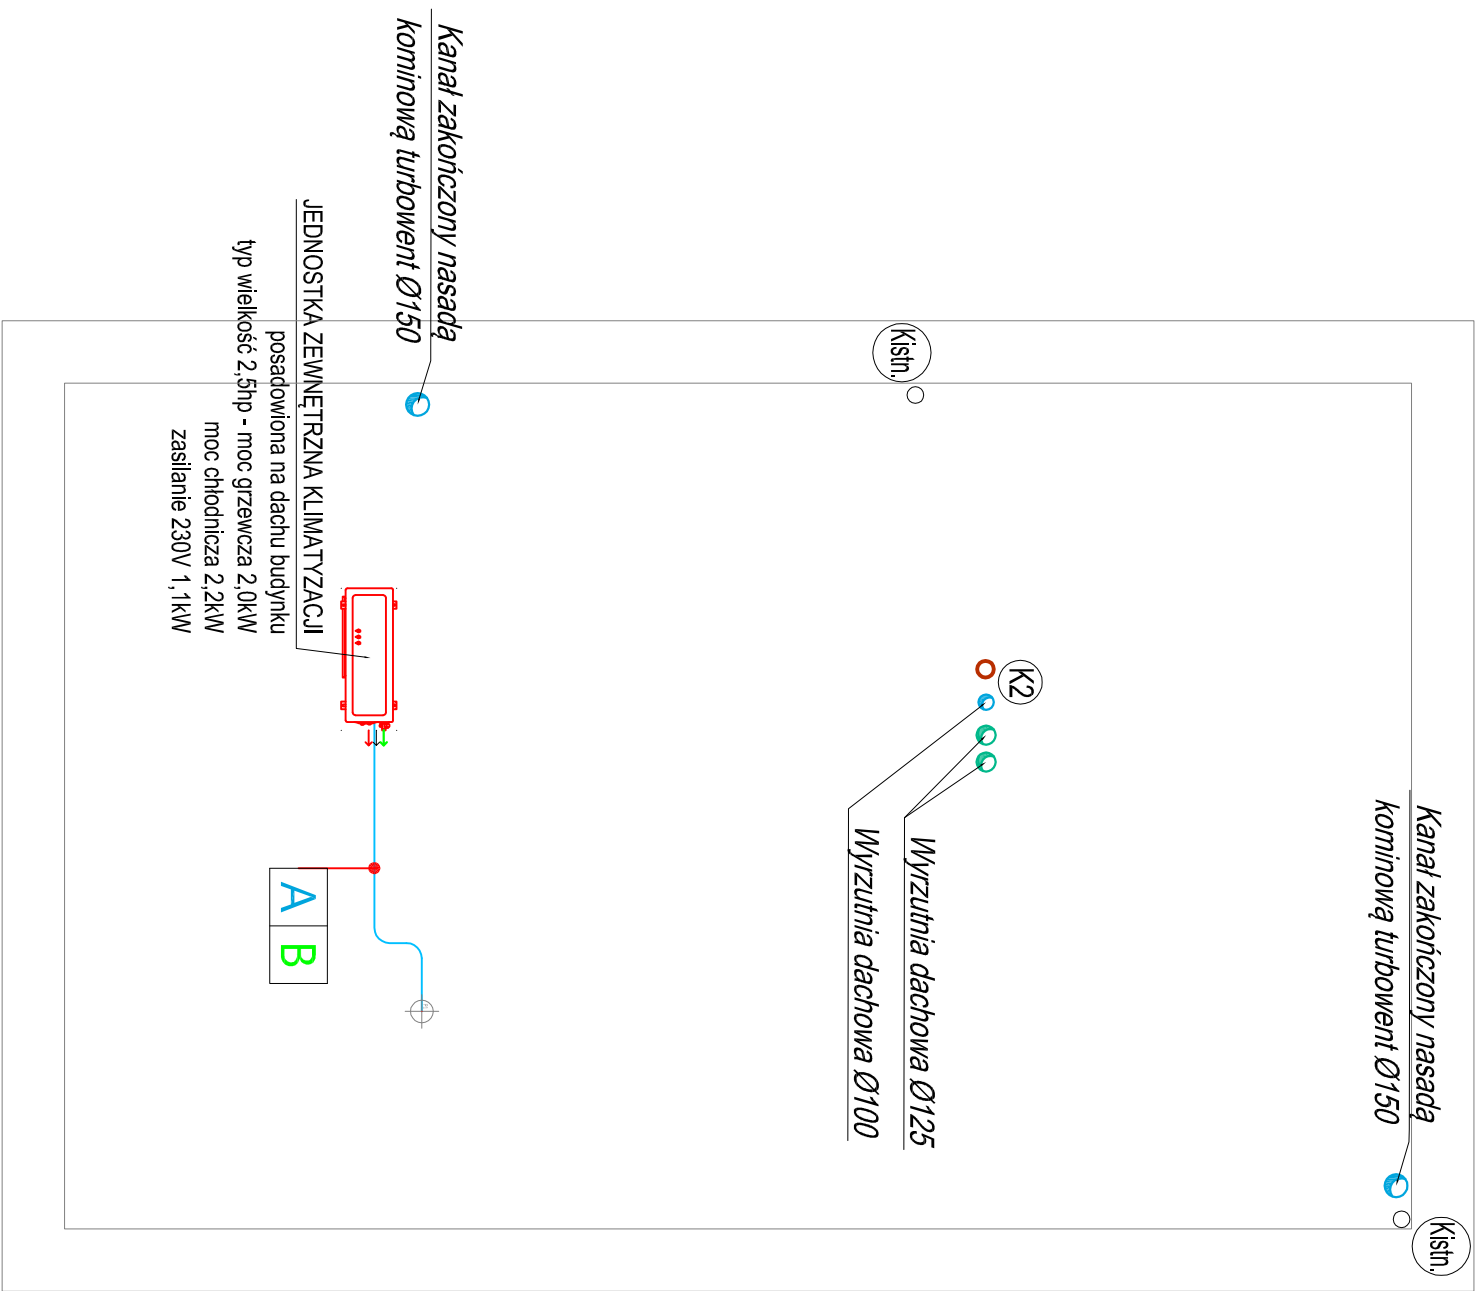 Kanał zakończony nasadą
kominową turbowent Ø150
JEDNOSTKA ZEWNĘTRZNA KLIMATYZACJI
posadowiona na dachu budynku
typ wielkość 2,5hp - moc grzewcza 2,0kW
moc chłodnicza 2,2kW
zasilanie 230V 1,1kW
Kistn.
K2
Wyrzutnia dachowa Ø125
Wyrzutnia dachowa Ø100
A
B
Kanał zakończony nasadą
kominową turbowent Ø150
Kistn.